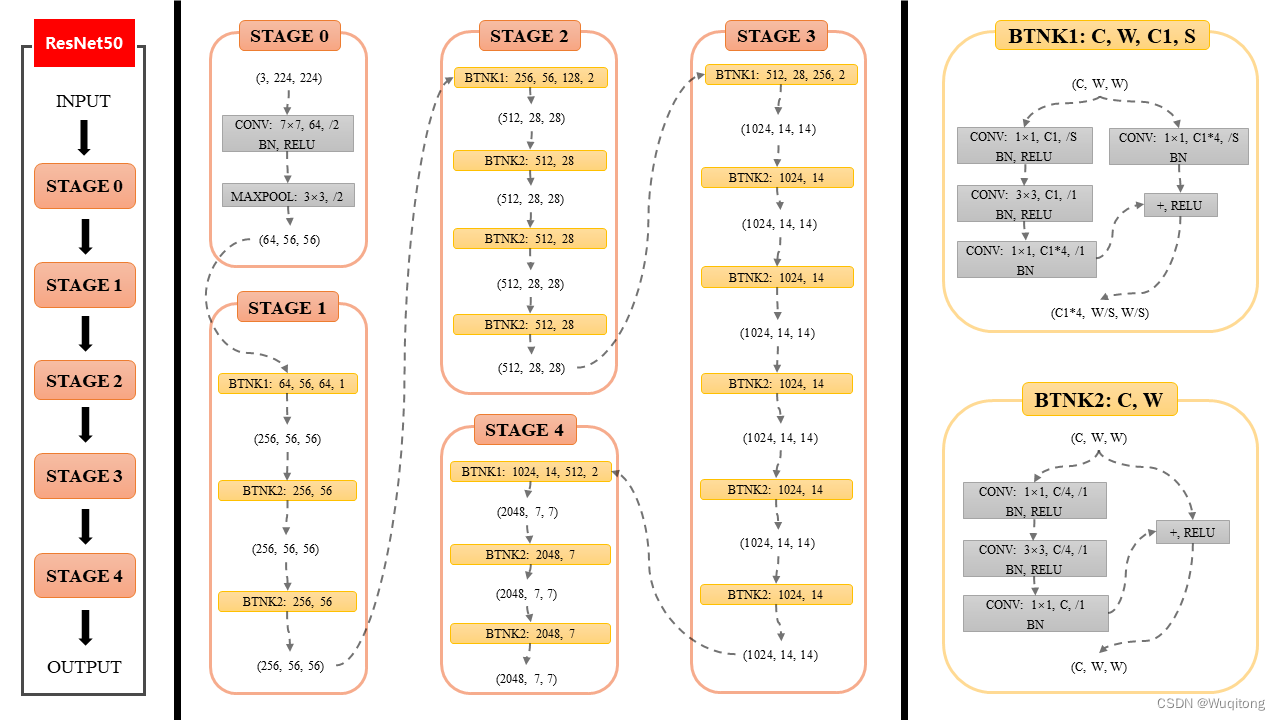 ResNet50
INPUT
STAGE 0
STAGE 1
STAGE 2
STAGE 3
STAGE 4
OUTPUT
STAGE 0
(3, 224, 224)
CONV: 7×7, 64, /2
BN, RELU
MAXPOOL: 3×3, /2
(64, 56, 56)
STAGE 1
BTNK1: 64, 56, 64, 1
(256, 56, 56)
BTNK2: 256, 56
(256, 56, 56)
BTNK2: 256, 56
(256, 56, 56)
STAGE 2
BTNK1: 256, 56, 128, 2
(512, 28, 28)
BTNK2: 512, 28
(512, 28, 28)
BTNK2: 512, 28
(512, 28, 28)
BTNK2: 512, 28
(512, 28, 28)
STAGE 3
BTNK1: 512, 28, 256, 2
(1024, 14, 14)
BTNK2: 1024, 14
(1024, 14, 14)
BTNK2: 1024, 14
(1024, 14, 14)
BTNK2: 1024, 14
(1024, 14, 14)
BTNK2: 1024, 14
(1024, 14, 14)
BTNK2: 1024, 14
(1024, 14, 14)
STAGE 4
BTNK1: 1024, 14, 512, 2
(2048, 7, 7)
BTNK2: 2048, 7
(2048, 7, 7)
BTNK2: 2048, 7
(2048, 7, 7)
BTNK1: C, W, C1, S
(C, W, W)
CONV: 1×1, C1, /S
BN, RELU
CONV: 3×3, C1, /1
BN, RELU
CONV: 1×1, C1*4, /1
BN
CONV: 1×1, C1*4, /S
BN
+, RELU
(C1*4, W/S, W/S)
BTNK2: C, W
(C, W, W)
CONV: 1×1, C/4, /1
BN, RELU
CONV: 3×3, C/4, /1
BN, RELU
CONV: 1×1, C, /1
BN
+, RELU
(C, W, W)
CSDN @Wuqitong